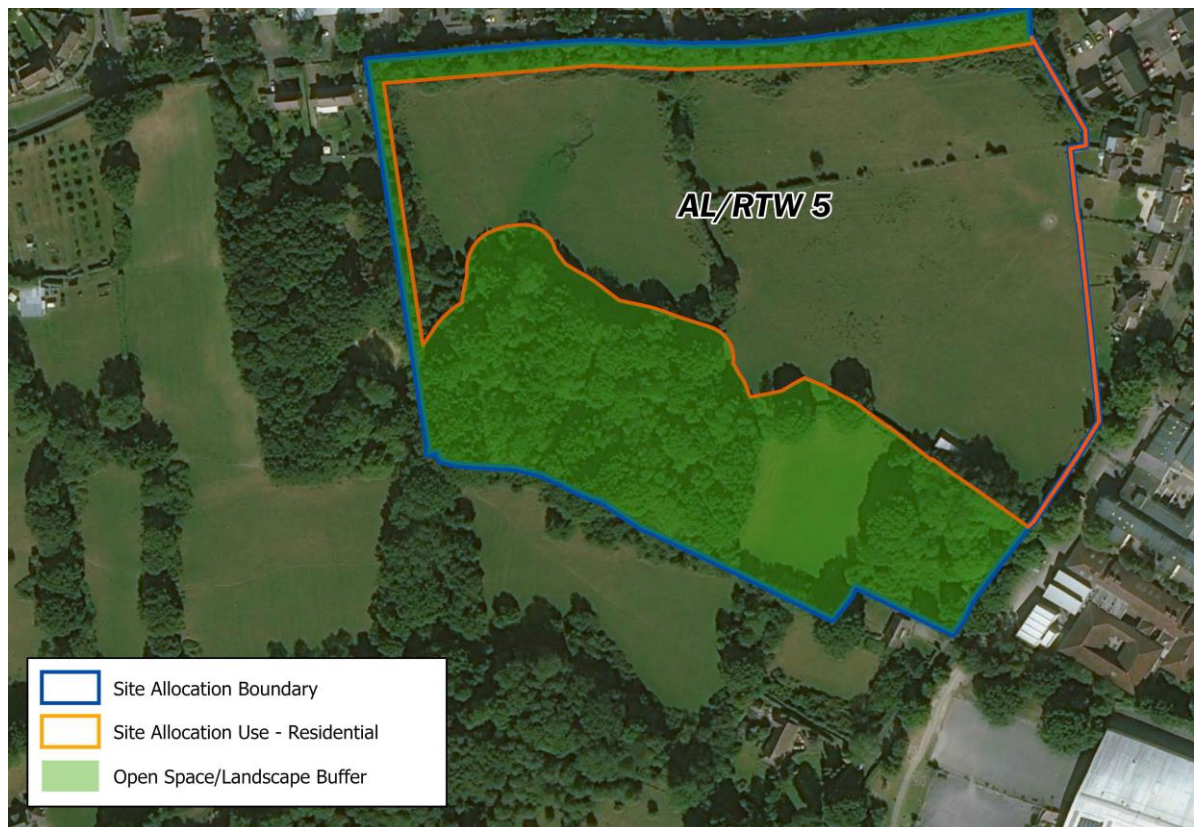 AL/RTW 5
Site Allocation Boundary
Site Allocation Use - Residential
Open Space/Landscape Buffer